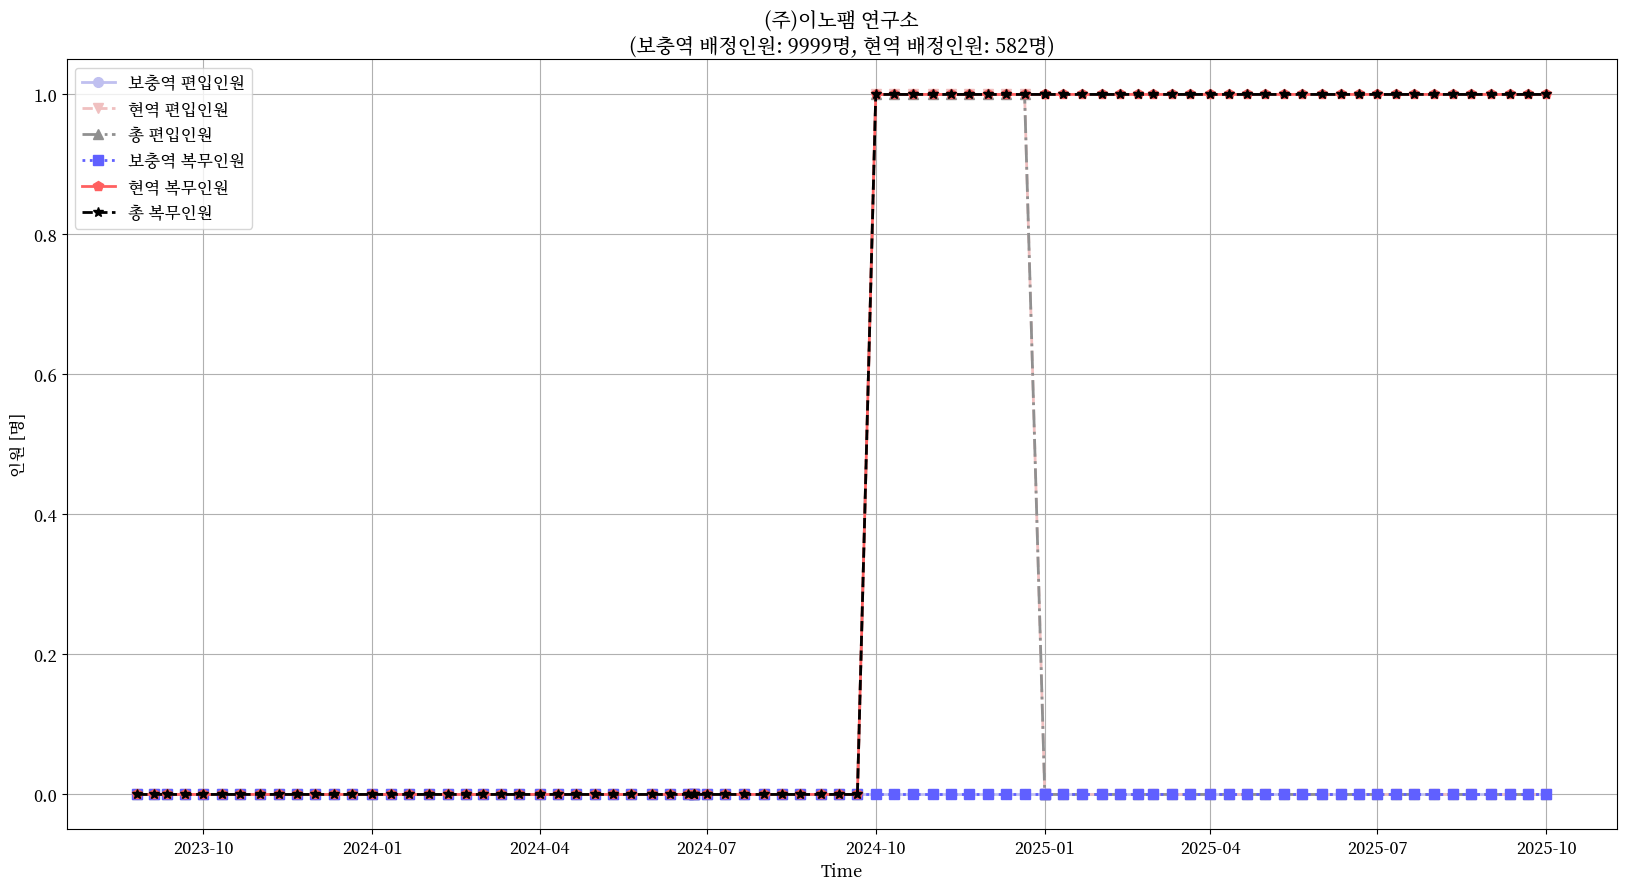 (주)이노팸 연구소
(보충역 배정인원: 9999명, 현역 배정인원: 582명)
보충역 편입인원
현역 편입인원
총 편입인원
보충역 복무인원
현역 복무인원
총 복무인원
1.0
0.8
0.6
0.4
0.2
0.0
인원 [명]
2023-10
2024-01
2024-04
2024-07
2024-10
2025-01
2025-04
2025-07
2025-10
Time